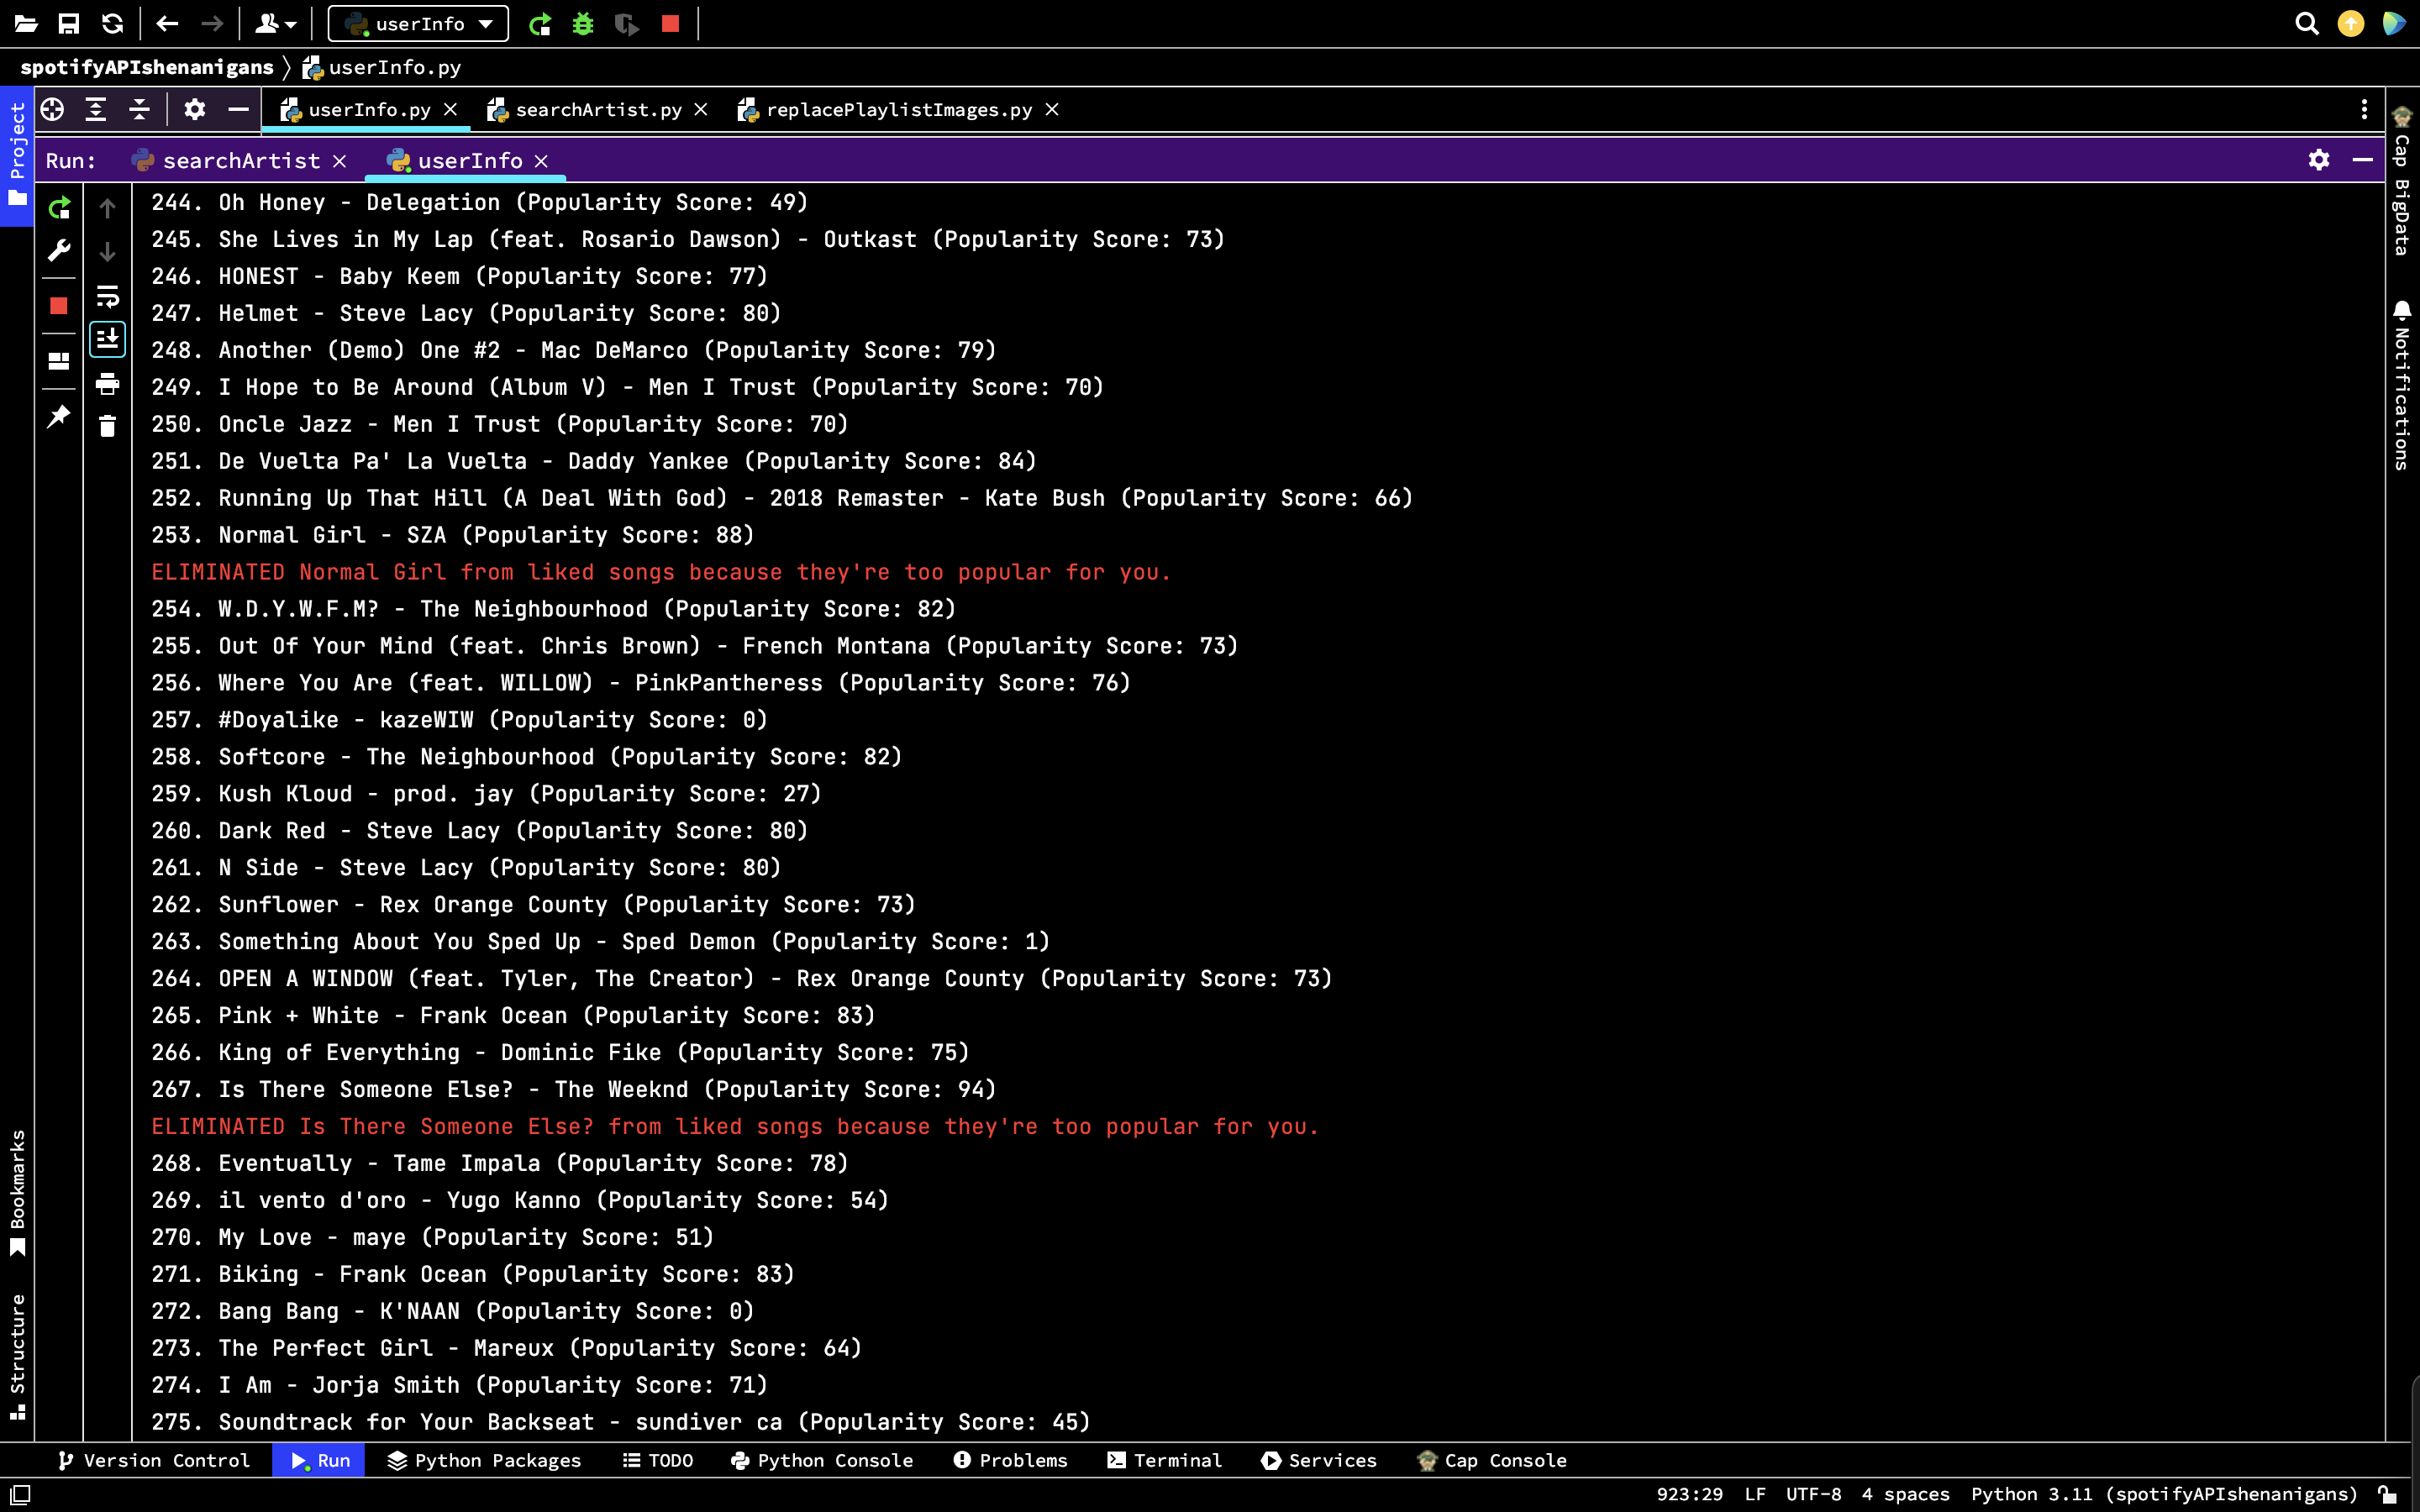 userInfo
spotifyAPIshenanigans userInfo.py
userInfo.py searchArtist.py replacePlaylistImages.py
Run: searchArtist userInfo
244. Oh Honey - Delegation (Popularity Score: 49)
245. She Lives in My Lap (feat. Rosario Dawson) - Outkast (Popularity Score: 73)
246. HONEST - Baby Keem (Popularity Score: 77)
247. Helmet - Steve Lacy (Popularity Score: 80)
248. Another (Demo) One #2 - Mac DeMarco (Popularity Score: 79)
249. I Hope to Be Around (Album V) - Men I Trust (Popularity Score: 70)
250. Oncle Jazz - Men I Trust (Popularity Score: 70)
251. De Vuelta Pa' La Vuelta - Daddy Yankee (Popularity Score: 84)
252. Running Up That Hill (A Deal With God) - 2018 Remaster - Kate Bush (Popularity Score: 66)
253. Normal Girl - SZA (Popularity Score: 88)
ELIMINATED Normal Girl from liked songs because they're too popular for you.
254. W.D.Y.W.F.M? - The Neighbourhood (Popularity Score: 82)
255. Out Of Your Mind (feat. Chris Brown) - French Montana (Popularity Score: 73)
256. Where You Are (feat. WILLOW) - PinkPantheress (Popularity Score: 76)
257. #Doyalike - kazeWIW (Popularity Score: 0)
258. Softcore - The Neighbourhood (Popularity Score: 82)
259. Kush Kloud - prod. jay (Popularity Score: 27)
260. Dark Red - Steve Lacy (Popularity Score: 80)
261. N Side - Steve Lacy (Popularity Score: 80)
262. Sunflower - Rex Orange County (Popularity Score: 73)
263. Something About You Sped Up - Sped Demon (Popularity Score: 1)
264. OPEN A WINDOW (feat. Tyler, The Creator) - Rex Orange County (Popularity Score: 73)
265. Pink + White - Frank Ocean (Popularity Score: 83)
266. King of Everything - Dominic Fike (Popularity Score: 75)
267. Is There Someone Else? - The Weeknd (Popularity Score: 94)
ELIMINATED Is There Someone Else? from liked songs because they're too popular for you.
268. Eventually - Tame Impala (Popularity Score: 78)
269. il vento d'oro - Yugo Kanno (Popularity Score: 54)
270. My Love - maye (Popularity Score: 51)
271. Biking - Frank Ocean (Popularity Score: 83)
272. Bang Bang - K'NAAN (Popularity Score: 0)
273. The Perfect Girl - Mareux (Popularity Score: 64)
274. I Am - Jorja Smith (Popularity Score: 71)
275. Soundtrack for Your Backseat - sundiver ca (Popularity Score: 45)
Project
Bookmarks
Structure
Cap BigData
Notifications
Version Control Run Python Packages TODO Python Console Problems Terminal Services Cap Console
923:29 LF UTF-8 4 spaces Python 3.11 (spotifyAPIshenanigans)